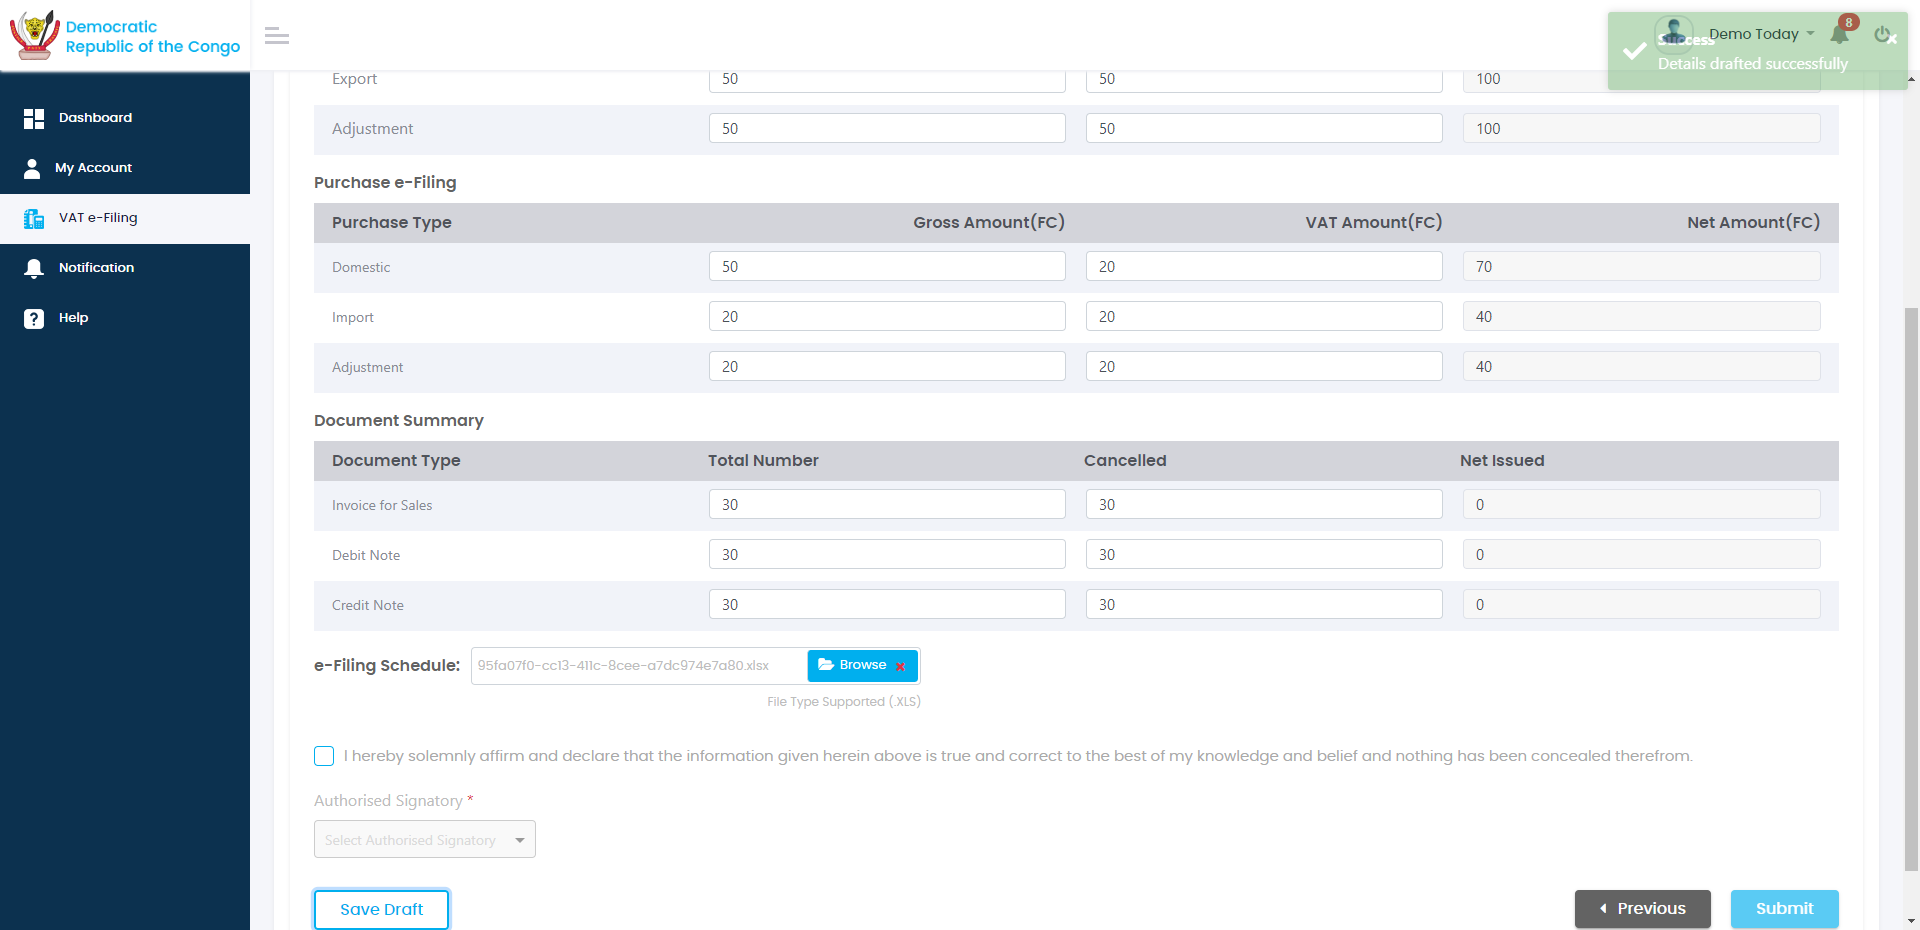 Democratic
Republic of the Congo
Demo Today
8
Success
Details drafted successfully
Dashboard
My Account
VAT e-Filing
Notification
Help
Export 50 50 100
Adjustment 50 50 100
Purchase e-Filing
Purchase Type Gross Amount(FC) VAT Amount(FC) Net Amount(FC)
Domestic 50 20 70
Import 20 20 40
Adjustment 20 20 40
Document Summary
Document Type Total Number Cancelled Net Issued
Invoice for Sales 30 30 0
Debit Note 30 30 0
Credit Note 30 30 0
e-Filing Schedule: 95fa07f0-cc13-411c-8cee-a7dc974e7a80.xlsx Browse
File Type Supported (.XLS)
I hereby solemnly affirm and declare that the information given herein above is true and correct to the best of my knowledge and belief and nothing has been concealed therefrom.
Authorised Signatory *
Select Authorised Signatory
Save Draft Previous Submit